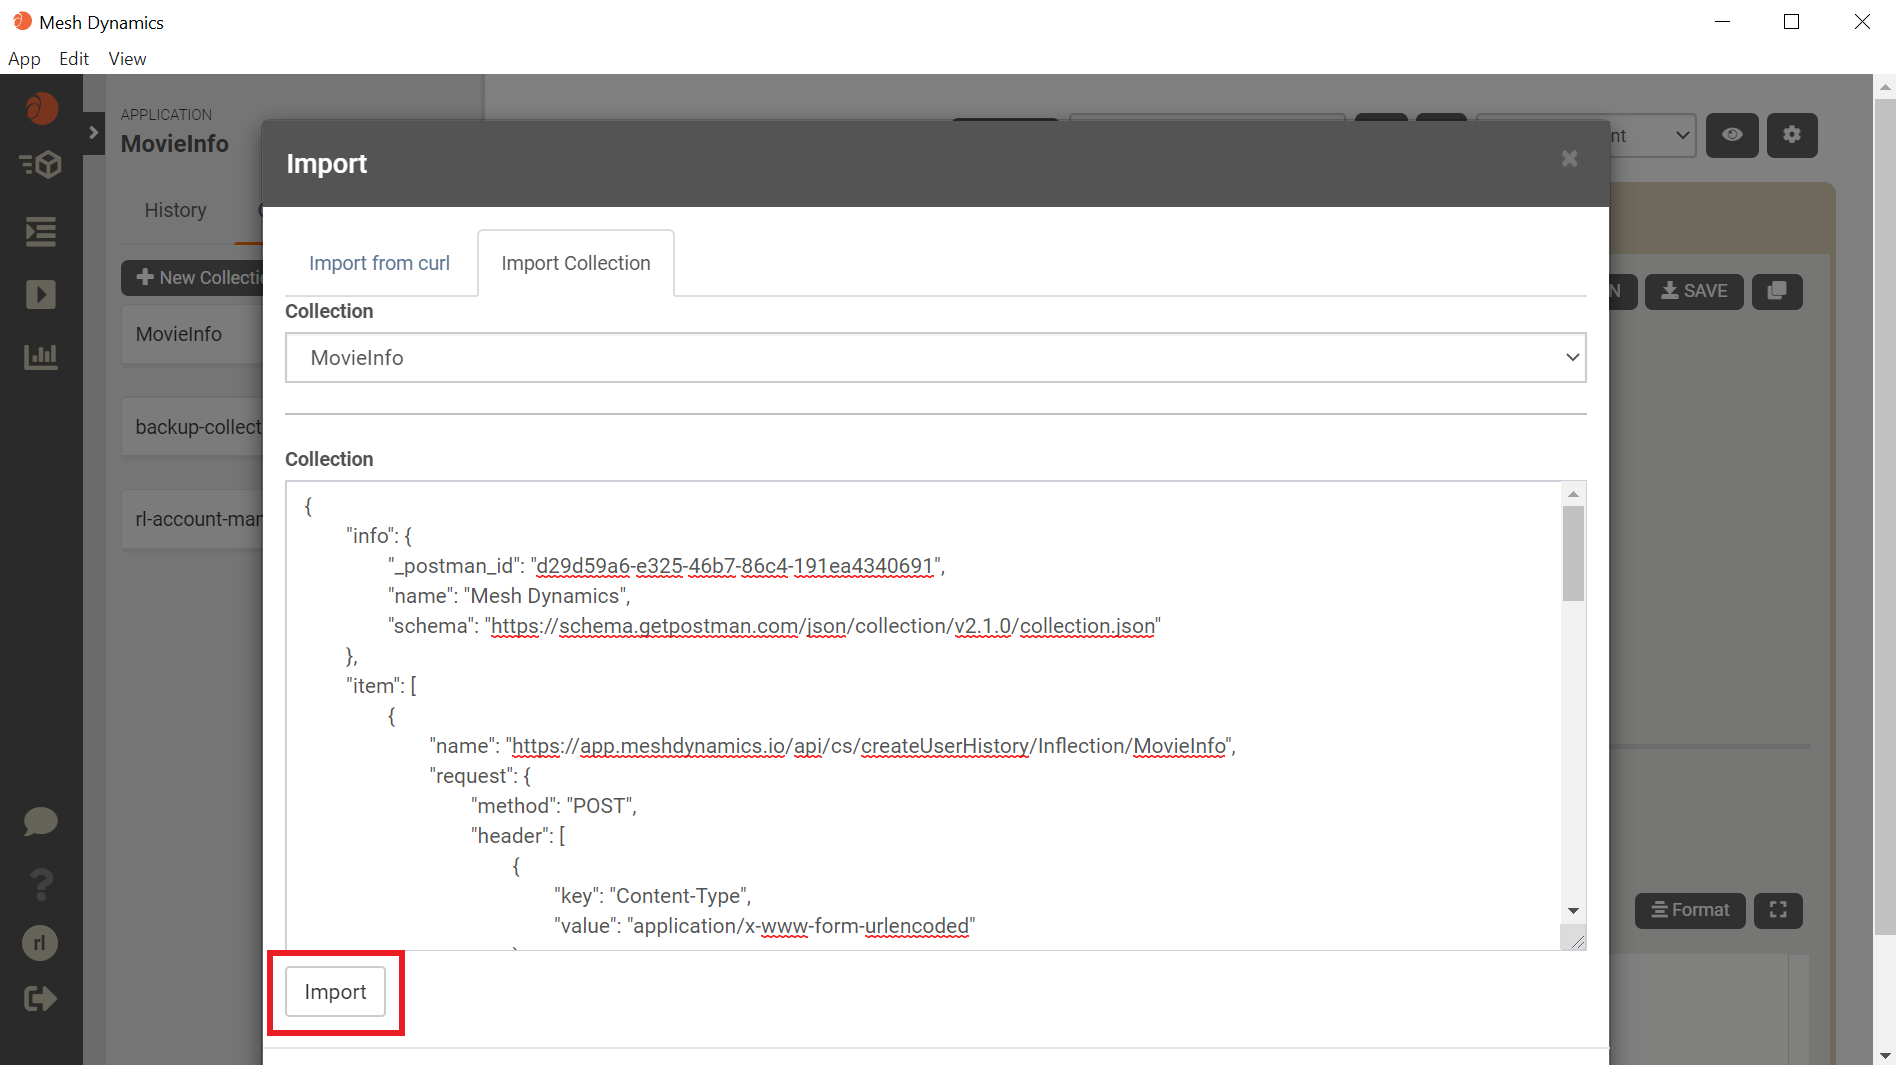 Mesh Dynamics
App Edit View
APPLICATION
MovieInfo
Import
nt
History
Import from curl
Import Collection
New Collectio
Collection
N
SAVE
MovieInfo
MovieInfo
backup-collect
Collection
rl-account-man
{
"info": {
"_postman_id": "d29d59a6-e325-46b7-86c4-191ea4340691",
"name": "Mesh Dynamics",
"schema": "https://schema.getpostman.com/json/collection/v2.1.0/collection.json"
},
"item": [
{
"name": "https://app.meshdynamics.io/api/cs/createUserHistory/Inflection/MovieInfo",
"request": {
"method": "POST",
"header": [
{
"key": "Content-Type",
"value": "application/x-www-form-urlencoded"
Format
rl
Import